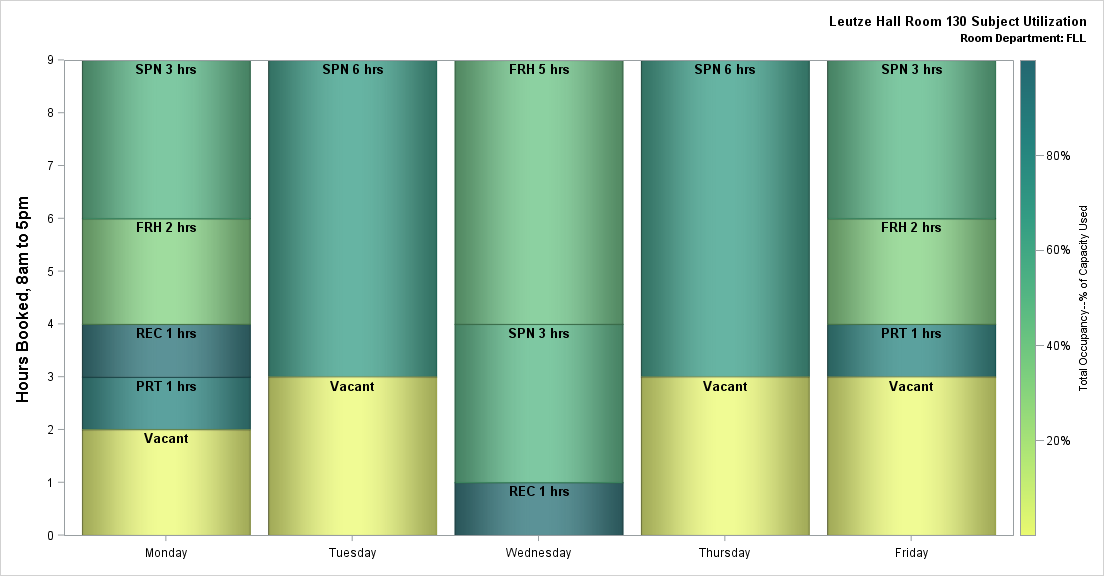 Leutze Hall Room 130 Subject Utilization
Room Department: FLL
Hours Booked, 8am to 5pm
9
8
7
6
5
4
3
2
1
0
SPN 3 hrs
FRH 2 hrs
REC 1 hrs
PRT 1 hrs
Vacant
SPN 6 hrs
Vacant
FRH 5 hrs
SPN 3 hrs
REC 1 hrs
SPN 6 hrs
Vacant
SPN 3 hrs
FRH 2 hrs
PRT 1 hrs
Vacant
Monday
Tuesday
Wednesday
Thursday
Friday
80%
60%
40%
20%
Total Occupancy--% of Capacity Used